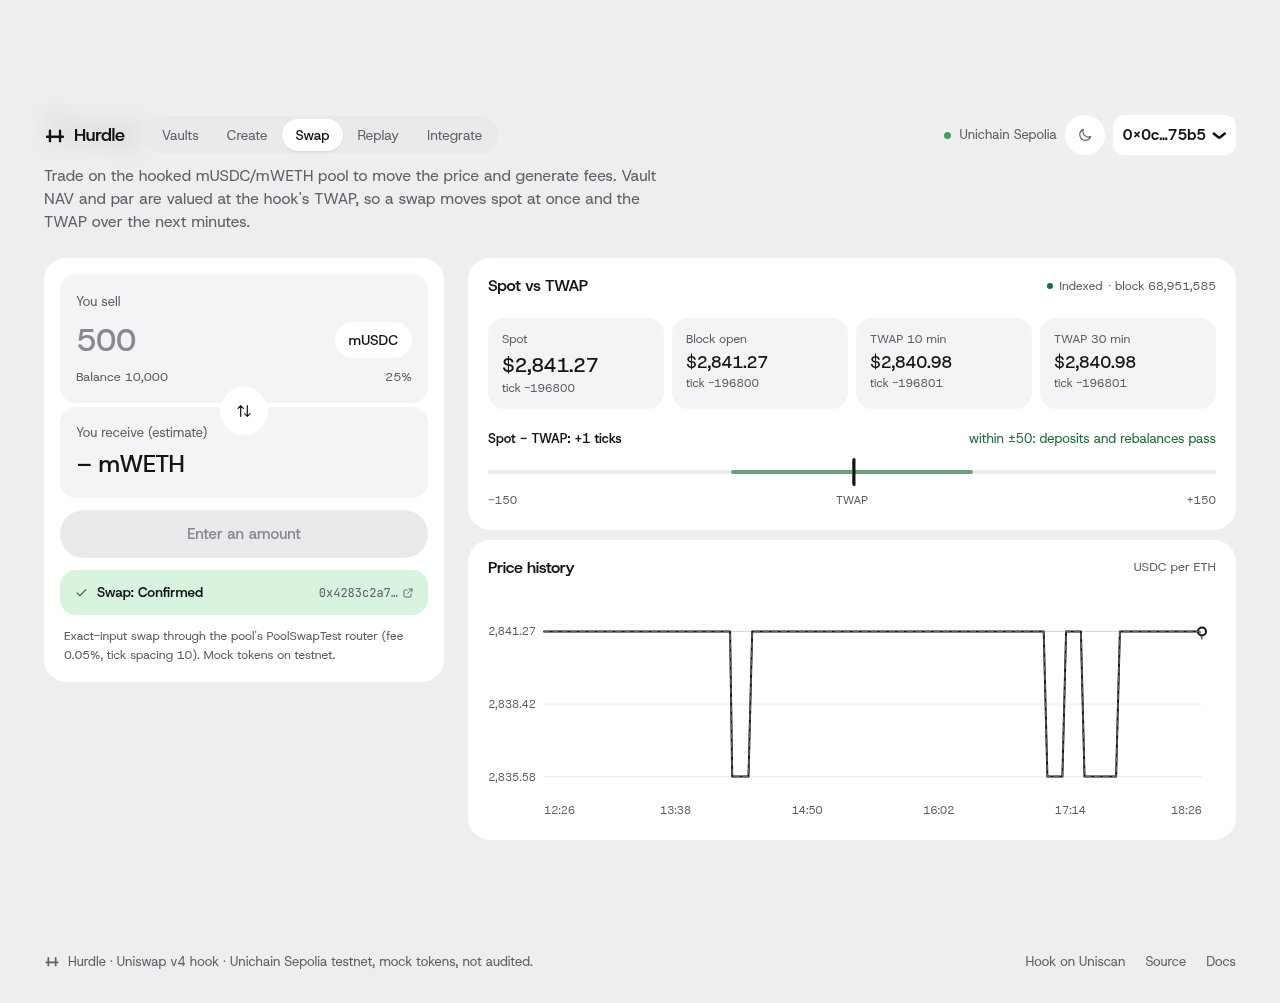 Hurdle
Vaults
Create
Swap
Replay
Integrate
Unichain Sepolia
0×0c…75b5
Trade on the hooked mUSDC/mWETH pool to move the price and generate fees. Vault
NAV and par are valued at the hook's TWAP, so a swap moves spot at once and the
TWAP over the next minutes.
You sell
500
mUSDC
Balance 10,000
25%
You receive (estimate)
– mWETH
Enter an amount
Swap: Confirmed
0x4283c2a7…
Exact-input swap through the pool's PoolSwapTest router (fee
0.05%, tick spacing 10). Mock tokens on testnet.
Spot vs TWAP
Indexed · block 68,951,585
Spot
$2,841.27
tick -196800
Block open
$2,841.27
tick -196800
TWAP 10 min
$2,840.98
tick -196801
TWAP 30 min
$2,840.98
tick -196801
Spot − TWAP: +1 ticks
within ±50: deposits and rebalances pass
-150
TWAP
+150
Price history
USDC per ETH
2,841.27
2,838.42
2,835.58
12:26
13:38
14:50
16:02
17:14
18:26
Hurdle · Uniswap v4 hook · Unichain Sepolia testnet, mock tokens, not audited.
Hook on Uniscan
Source
Docs